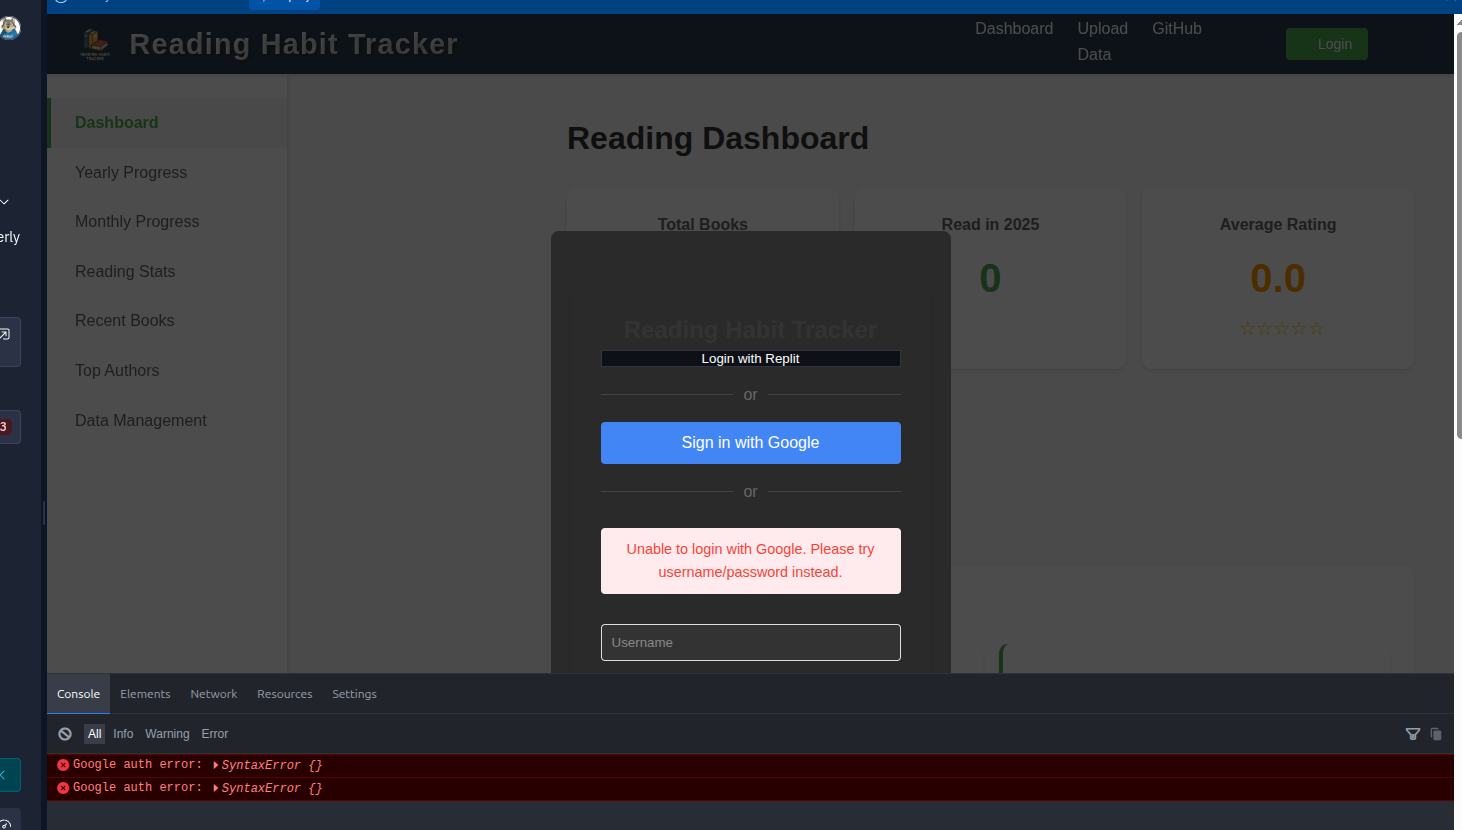 Reading Habit Tracker
READING HABIT
TRACKER
Dashboard
Upload
Data
GitHub
Login
erly
3
Dashboard
Yearly Progress
Monthly Progress
Reading Stats
Recent Books
Top Authors
Data Management
Reading Dashboard
Total Books
Read in 2025
0
Average Rating
0.0
Reading Habit Tracker
Login with Replit
or
Sign in with Google
or
Unable to login with Google. Please try
username/password instead.
Username
Console Elements Network Resources Settings
All Info Warning Error
Google auth error: SyntaxError {}
Google auth error: SyntaxError {}